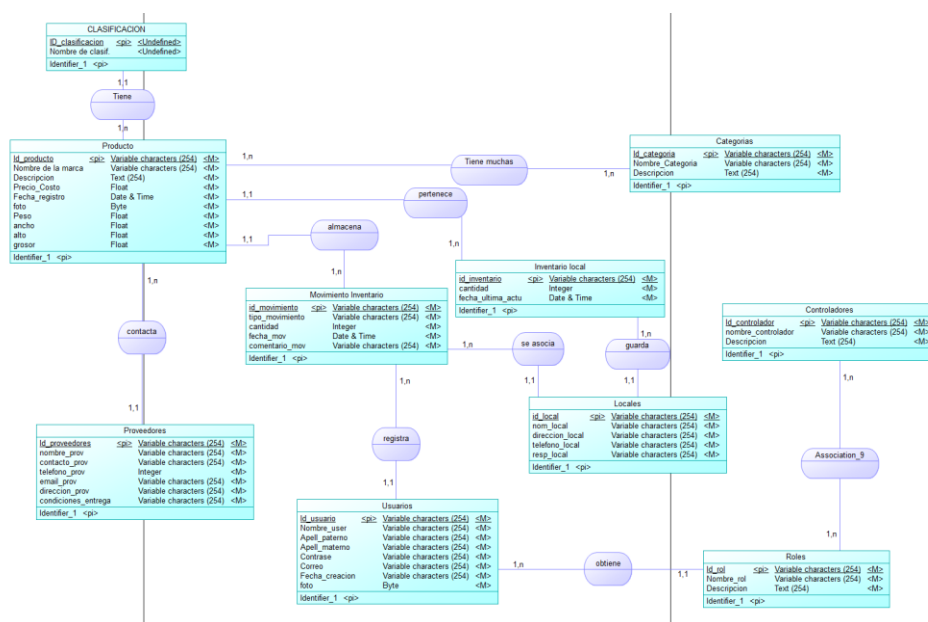 CLASIFICACION
ID_clasificacion <pi> <Undefined>
Nombre de clasif. <Undefined>
Identifier_1 <pi>
1,1
Tiene
1,n
Producto
Id_producto <pi> Variable characters (254) <M>
Nombre de la marca Variable characters (254) <M>
Descripcion Text (254) <M>
Precio_Costo Float <M>
Fecha_registro Date & Time <M>
foto Byte <M>
Peso Float <M>
ancho Float <M>
alto Float <M>
grosor Float <M>
Identifier_1 <pi>
1,n
Tiene muchas
1,n
Categorias
Id_categoria <pi> Variable characters (254) <M>
Nombre_Categoria Variable characters (254) <M>
Descripcion Text (254) <M>
Identifier_1 <pi>
1,1
pertenece
1,n
1,1
almacena
1,n
Inventario local
id_inventario <pi> Variable characters (254) <M>
cantidad Integer <M>
fecha_ultima_actu Date & Time <M>
Identifier_1 <pi>
Movimiento Inventario
id_movimiento <pi> Variable characters (254) <M>
tipo_movimiento Variable characters (254) <M>
cantidad Integer <M>
fecha_mov Date & Time <M>
comentario_mov Variable characters (254) <M>
Identifier_1 <pi>
Controladores
Id_controlador <pi> Variable characters (254) <M>
nombre_controlador Variable characters (254) <M>
Descripcion Text (254) <M>
Identifier_1 <pi>
1,n
contacta
1,1
1,n
se asocia
1,1
1,n
guarda
1,1
1,n
Association_9
1,n
Locales
id_local <pi> Variable characters (254) <M>
nom_local Variable characters (254) <M>
direccion_local Variable characters (254) <M>
telefono_local Variable characters (254) <M>
resp_local Variable characters (254) <M>
Identifier_1 <pi>
Proveedores
Id_proveedores <pi> Variable characters (254) <M>
nombre_prov Variable characters (254) <M>
contacto_prov Variable characters (254) <M>
telefono_prov Integer <M>
email_prov Variable characters (254) <M>
direccion_prov Variable characters (254) <M>
condiciones_entrega Variable characters (254) <M>
Identifier_1 <pi>
1,n
registra
1,1
Usuarios
Id_usuario <pi> Variable characters (254) <M>
Nombre_user Variable characters (254) <M>
Apell_paterno Variable characters (254) <M>
Apell_materno Variable characters (254) <M>
Contrase Variable characters (254) <M>
Correo Variable characters (254) <M>
Fecha_creacion Variable characters (254) <M>
foto Byte <M>
Identifier_1 <pi>
1,n
obtiene
1,1
Roles
Id_rol <pi> Variable characters (254) <M>
Nombre_rol Variable characters (254) <M>
Descripcion Text (254) <M>
Identifier_1 <pi>